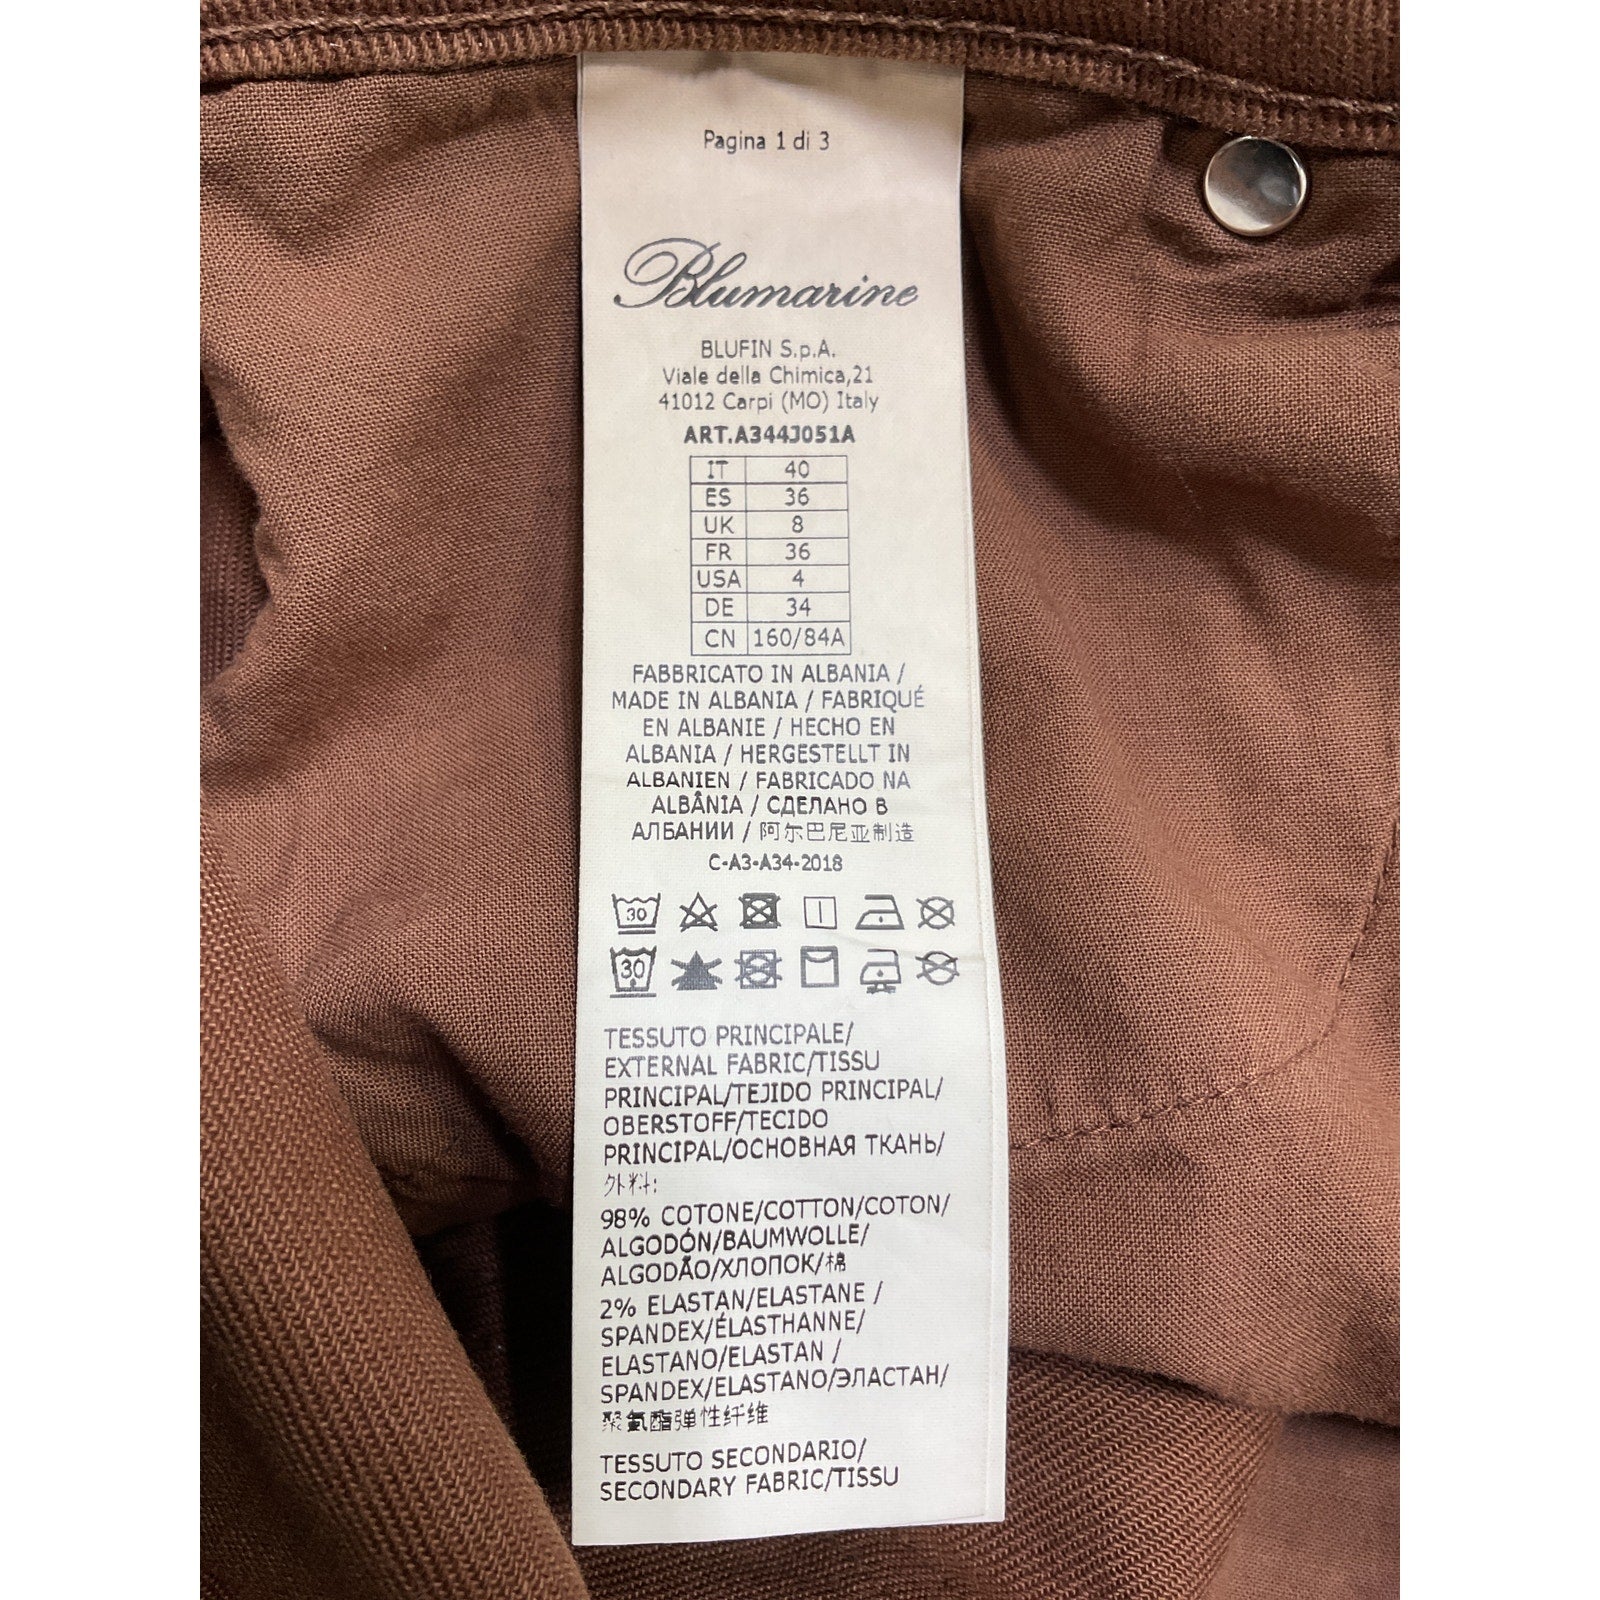 Pagina 1 di 3
Blumarine
BLUFIN S.p.A.
Viale della Chimica,21
41012 Carpi (MO) Italy
ART.A344J051A
IT 40
ES 36
UK 8
FR 36
USA 4
DE 34
CN 160/84A
FABBRICATO IN ALBANIA /
MADE IN ALBANIA / FABRIQUÉ
EN ALBANIE / HECHO EN
ALBANIA / HERGESTELLT IN
ALBANIEN / FABRICADO NA
ALBÂNIA / СДЕЛАНО В
АЛБАНИИ / 阿尔巴尼亚制造
C-A3-A34-2018
30
30
TESSUTO PRINCIPALE/
EXTERNAL FABRIC/TISSU
PRINCIPAL/TEJIDO PRINCIPAL/
OBERSTOFF/TECIDO
PRINCIPAL/ОСНОВНАЯ ТКАНЬ/
外料:
98% COTONE/COTTON/COTON/
ALGODÓN/BAUMWOLLE/
ALGODÃO/ХЛОПОК/棉
2% ELASTAN/ELASTANE /
SPANDEX/ÉLASTHANNE/
ELASTANO/ELASTAN /
SPANDEX/ELASTANO/ЭЛАСТАН/
聚氨酯弹性纤维
TESSUTO SECONDARIO/
SECONDARY FABRIC/TISSU